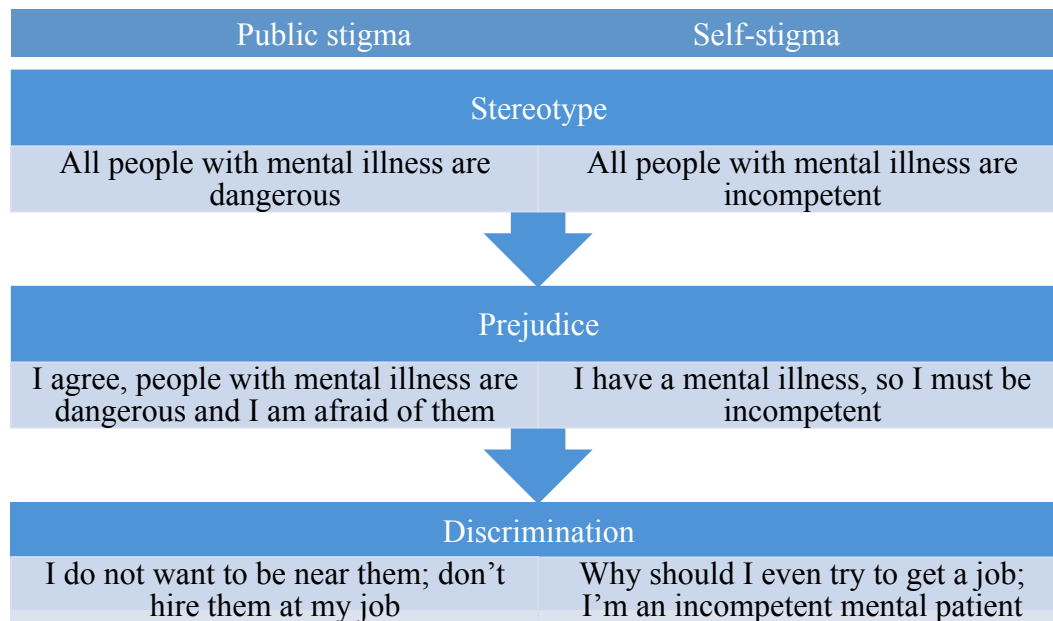 Public stigma
Self-stigma
Stereotype
All people with mental illness are
dangerous
All people with mental illness are
incompetent
Prejudice
I agree, people with mental illness are
dangerous and I am afraid of them
I have a mental illness, so I must be
incompetent
Discrimination
I do not want to be near them; don’t
hire them at my job
Why should I even try to get a job;
I’m an incompetent mental patient